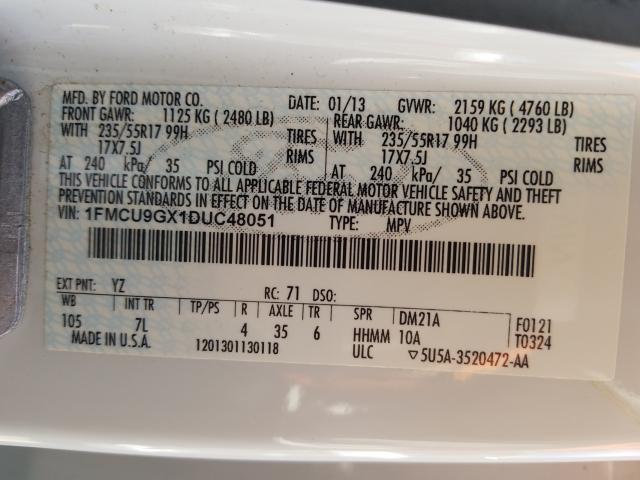 MFD. BY FORD MOTOR CO. DATE: 01/13 GVWR: 2159 KG ( 4760 LB)
FRONT GAWR: 1125 KG ( 2480 LB) REAR GAWR: 1040 KG ( 2293 LB)
WITH 235/55R17 99H TIRES WITH 235/55R17 99H TIRES
17X7.5J RIMS 17X7.5J RIMS
AT 240 kPa/ 35 PSI COLD AT 240 kPa/ 35 PSI COLD
THIS VEHICLE CONFORMS TO ALL APPLICABLE FEDERAL MOTOR VEHICLE SAFETY AND THEFT
PREVENTION STANDARDS IN EFFECT ON THE DATE OF MANUFACTURE SHOWN ABOVE.
VIN: 1FMCU9GX1DUC48051 TYPE: MPV
EXT PNT: YZ RC: 71 DSO:
WB INT TR TP/PS R AXLE TR SPR DM21A F0121
105 7L 4 35 6 HHMM 10A T0324
MADE IN U.S.A. 1201301130118 ULC ▽5U5A-3520472-AA